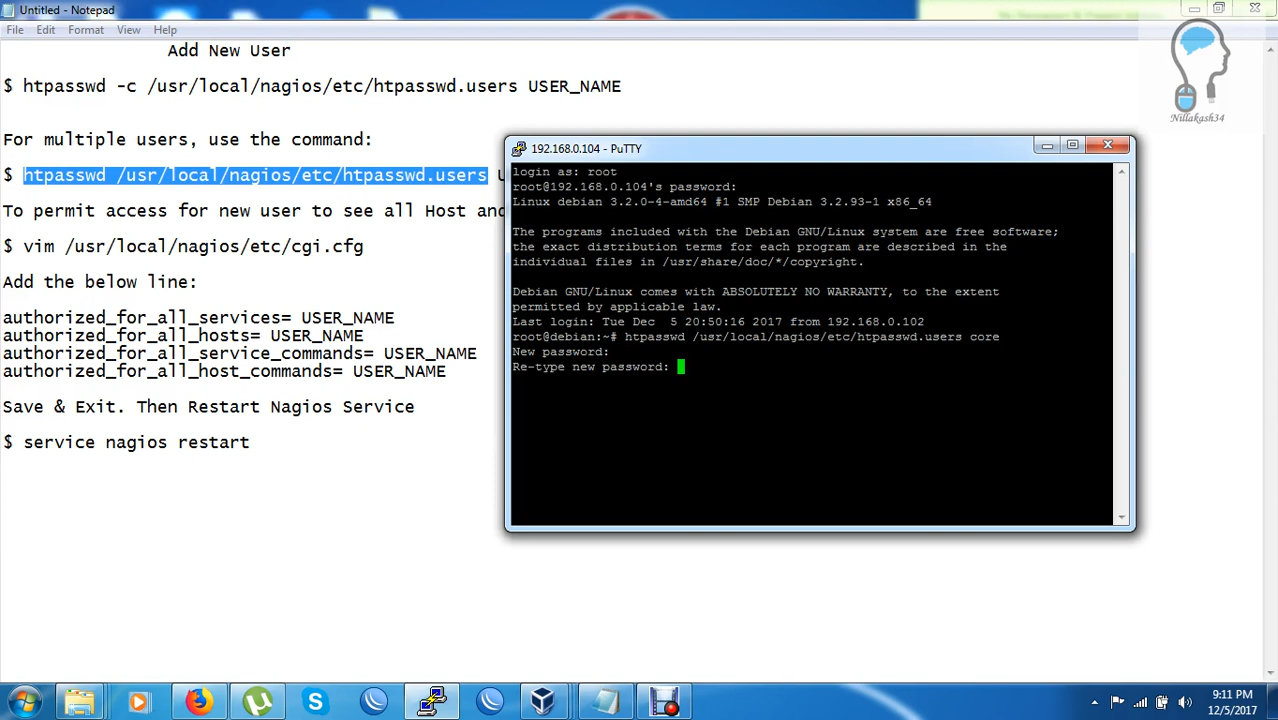 Untitled - Notepad
File Edit Format View Help
Add New User
$ htpasswd -c /usr/local/nagios/etc/htpasswd.users USER_NAME
For multiple users, use the command:
$ htpasswd /usr/local/nagios/etc/htpasswd.users
To permit access for new user to see all Host and
$ vim /usr/local/nagios/etc/cgi.cfg
Add the below line:
authorized_for_all_services= USER_NAME
authorized_for_all_hosts= USER_NAME
authorized_for_all_service_commands= USER_NAME
authorized_for_all_host_commands= USER_NAME
Save & Exit. Then Restart Nagios Service
$ service nagios restart
Nillakash34
192.168.0.104 - PuTTY
login as: root
root@192.168.0.104's password:
Linux debian 3.2.0-4-amd64 #1 SMP Debian 3.2.93-1 x86_64
The programs included with the Debian GNU/Linux system are free software;
the exact distribution terms for each program are described in the
individual files in /usr/share/doc/*/copyright.
Debian GNU/Linux comes with ABSOLUTELY NO WARRANTY, to the extent
permitted by applicable law.
Last login: Tue Dec  5 20:50:16 2017 from 192.168.0.102
root@debian:~# htpasswd /usr/local/nagios/etc/htpasswd.users core
New password:
Re-type new password:
9:11 PM
12/5/2017